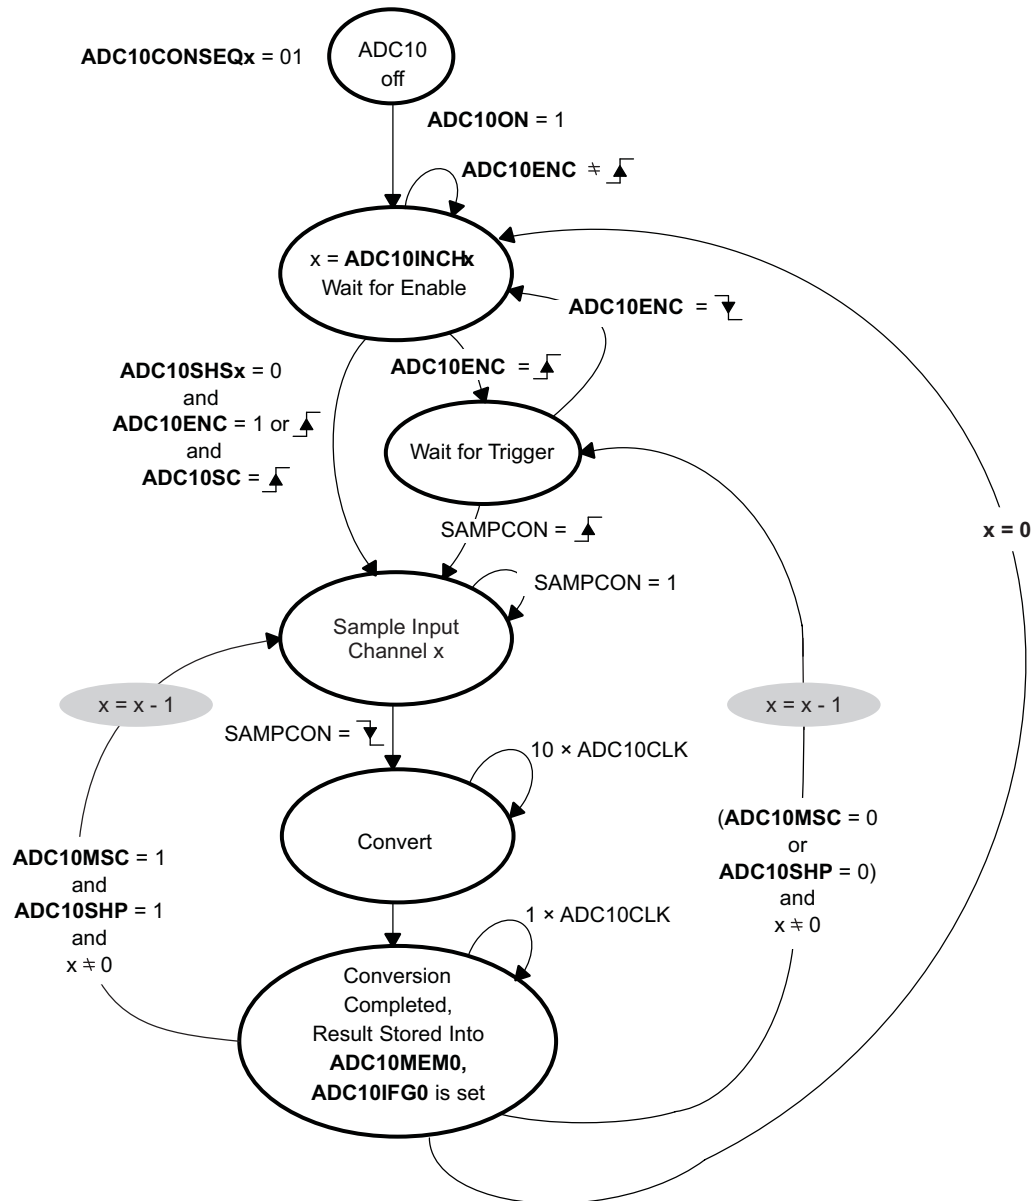 ADC10CONSEQx = 01
ADC10
off
ADC10ON = 1
ADC10ENC ≠
x = ADC10INCHx
Wait for Enable
ADC10ENC =
ADC10SHSx = 0
and
ADC10ENC = 1 or
and
ADC10SC =
ADC10ENC =
Wait for Trigger
SAMPCON =
x = 0
SAMPCON = 1
Sample Input
Channel x
x = x - 1
x = x - 1
SAMPCON =
10 × ADC10CLK
Convert
ADC10MSC = 1
and
ADC10SHP = 1
and
x ≠ 0
(ADC10MSC = 0
or
ADC10SHP = 0)
and
x ≠ 0
1 × ADC10CLK
Conversion
Completed,
Result Stored Into
ADC10MEM0,
ADC10IFG0 is set